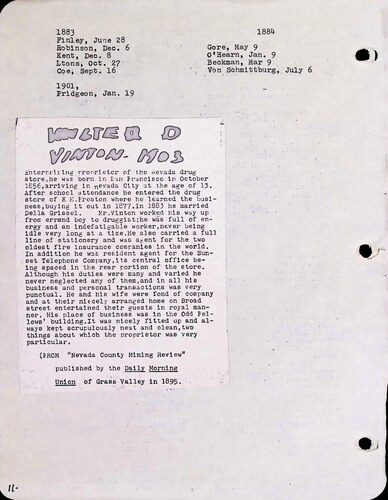 1883
Finley, June 28
Robinson, Dec. 6
Kent, Dec. 8
Ltons, Oct. 27
Coe, Sept. 16
1884
Gore, May 9
O'Hearn, Jan. 9
Beckman, Mar 9
Von Schmittburg, July 6
1901,
Pridgeon, Jan. 19
WALTER D
VINTON-
Enterprizing proprietor of the Nevada drug
store,he was born in San Francisco in October
1856,arriving in Nevada City at the age of 13.
After school attendance he entered the drug
store of E M.Preston where he learned the busi-
ness,buying it out in 1877.In 1883 he married
Della Grissel. Mr.Vinton worked his way up
from errend boy to druggist;he was full of en-
ergy and an indefatigable worker,never being
idle very long at a time.He also carried a full
line of stationery and was agent for the two
oldest fire insurance companies in the world.
In addition he was resident agent for the Sun-
set Telephone Company,its central office be-
ing spaced in the rear portion of the store.
Although his duties were many and varied he
never neglected any of them,and in all his
business and personal transactions was very
punctual. He and his wife were fond of company
and at their nicely arranged home on Broad
street entertained their guests in royal man-
ner. His place of business was in the Odd Fel-
lows' building.It was nicely fitted up and al-
ways kept scrupulously neat and clean,two
things about which the proprietor was very
particular.
(FROM "Nevada County Mining Review"
published by the Daily Morning
Union of Grass Valley in 1895.
11.